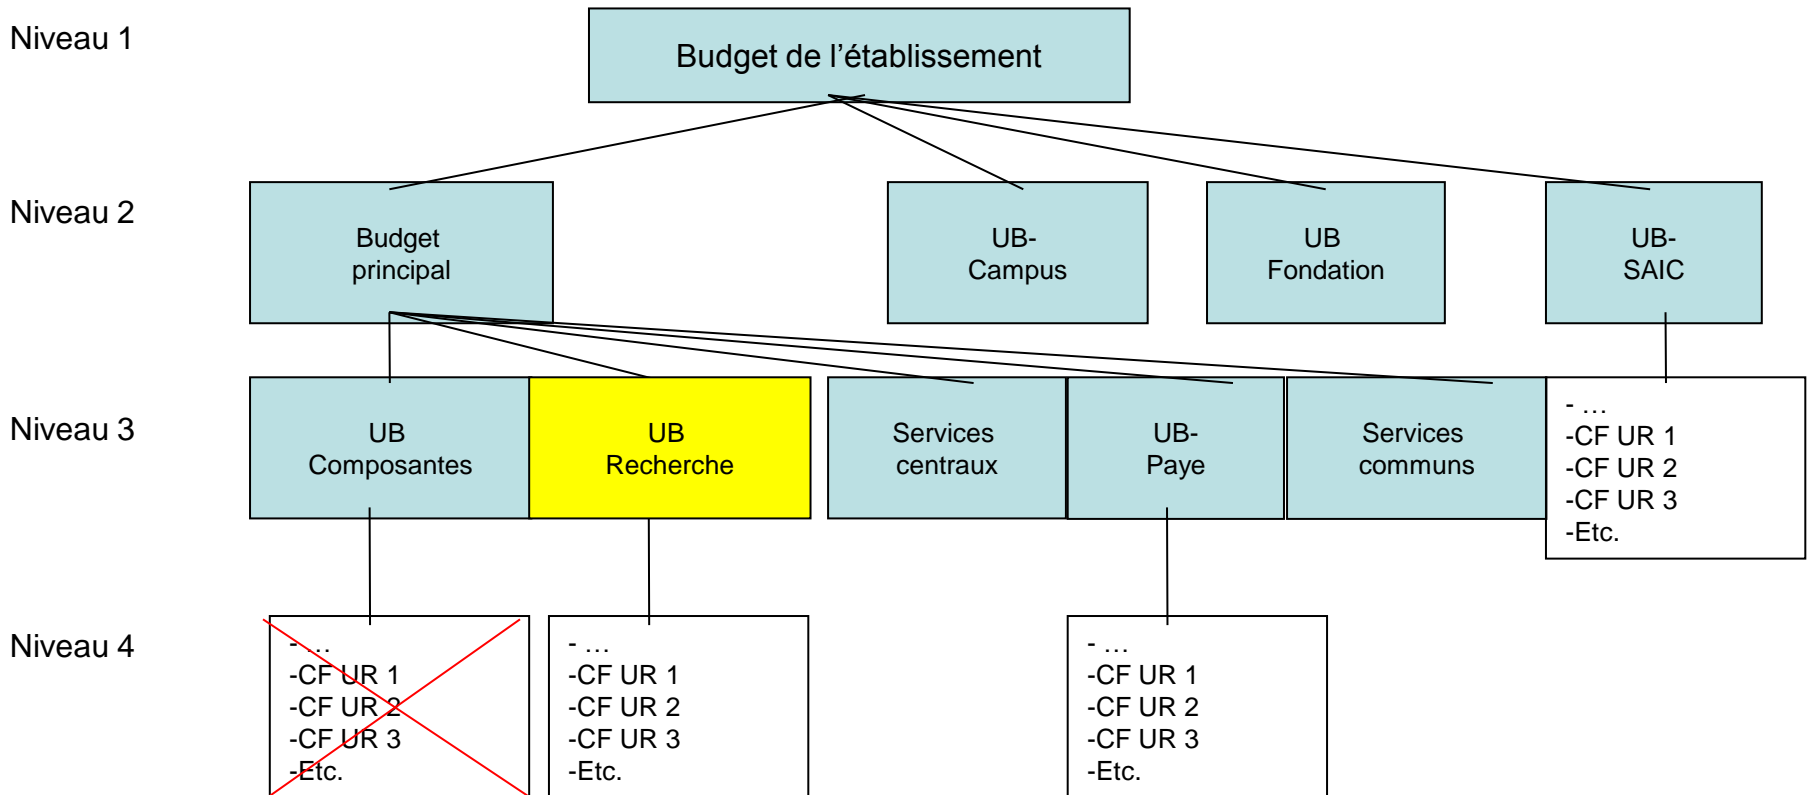 Niveau 1
Budget de l’établissement
Niveau 2
Budget
principal
UB-
Campus
UB
Fondation
UB-
SAIC
Niveau 3
UB
Composantes
UB
Recherche
Services
centraux
UB-
Paye
Services
communs
- …
-CF UR 1
-CF UR 2
-CF UR 3
-Etc.
Niveau 4
- …
-CF UR 1
-CF UR 2
-CF UR 3
-Etc.
- …
-CF UR 1
-CF UR 2
-CF UR 3
-Etc.
- …
-CF UR 1
-CF UR 2
-CF UR 3
-Etc.